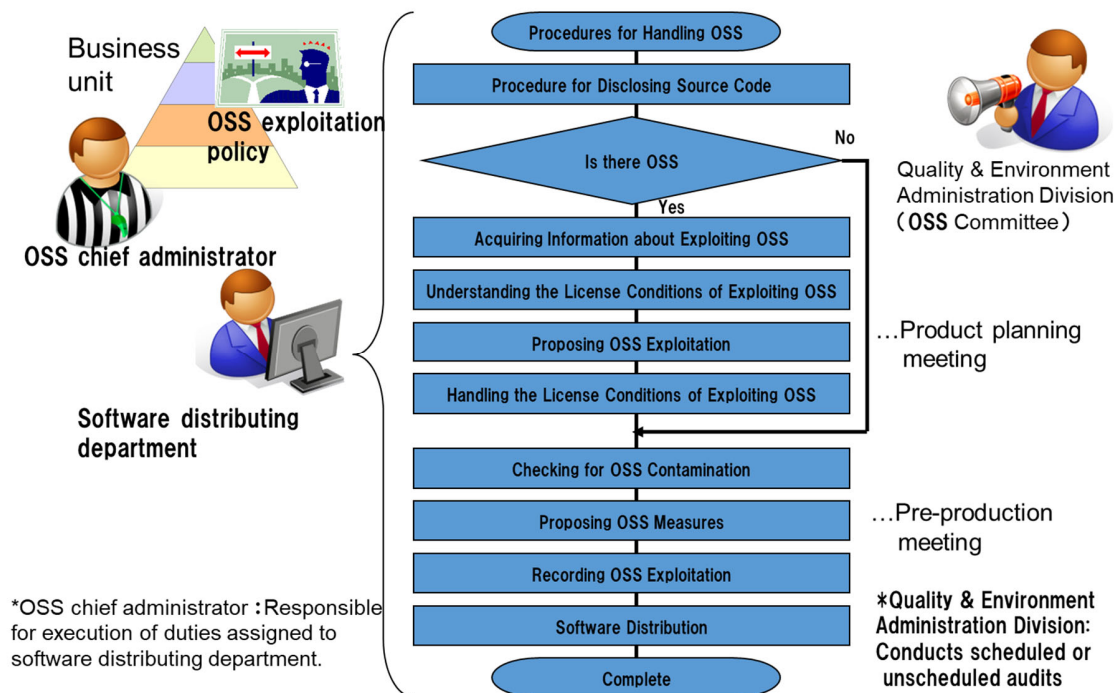 Business
unit
OSS exploitation
policy
OSS chief administrator
Software distributing
department
*OSS chief administrator：Responsible
for execution of duties assigned to
software distributing department.
Procedures for Handling OSS
Procedure for Disclosing Source Code
Is there OSS
No
Yes
Acquiring Information about Exploiting OSS
Understanding the License Conditions of Exploiting OSS
Proposing OSS Exploitation
Handling the License Conditions of Exploiting OSS
Checking for OSS Contamination
Proposing OSS Measures
Recording OSS Exploitation
Software Distribution
Complete
Quality & Environment
Administration Division
（OSS Committee）
…Product planning
meeting
…Pre-production
meeting
*Quality & Environment
Administration Division:
Conducts scheduled or
unscheduled audits